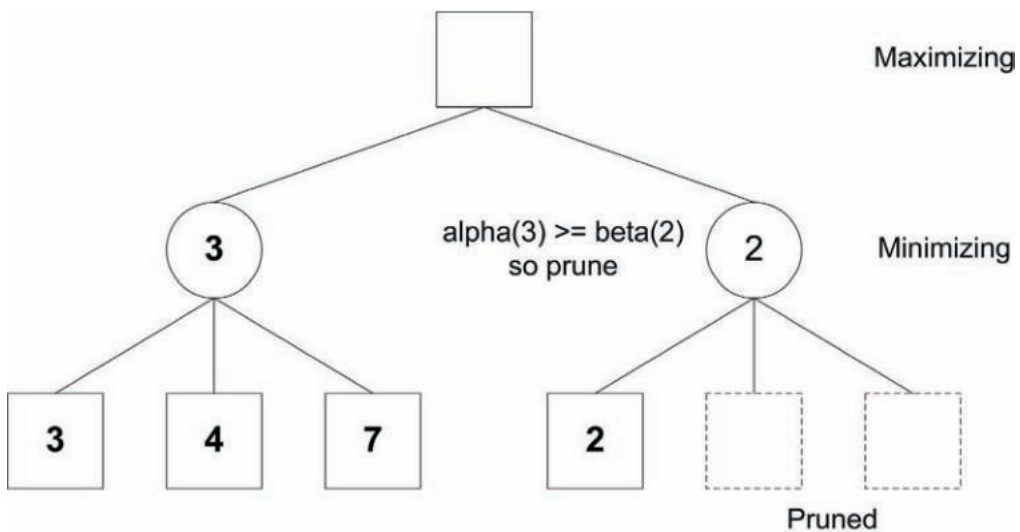 Maximizing
3
alpha(3) >= beta(2)
so prune
2
Minimizing
3
4
7
2
Pruned